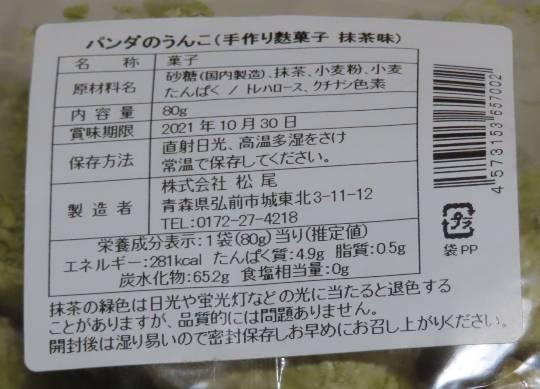 パンダのうんこ(手作り麩菓子 抹茶味)
名称 菓子
原材料名 砂糖(国内製造)、抹茶、小麦粉、小麦
たんぱく / トレハロース、クチナシ色素
内容量 80g
賞味期限 2021年10月30日
保存方法 直射日光、高温多湿をさけ
常温で保存してください。
製造者 株式会社 松尾
青森県弘前市城東北3-11-12
TEL:0172-27-4218
栄養成分表示:1袋(80g)当り(推定値)
エネルギー:281kcal たんぱく質:4.9g 脂質:0.5g
炭水化物:65.2g 食塩相当量:0g
抹茶の緑色は日光や蛍光灯などの光に当たると退色する
ことがありますが、品質的には問題ありません。
開封後は湿り易いので密封保存しお早めにお召し上がりください。
4573153657002
プラ
袋PP